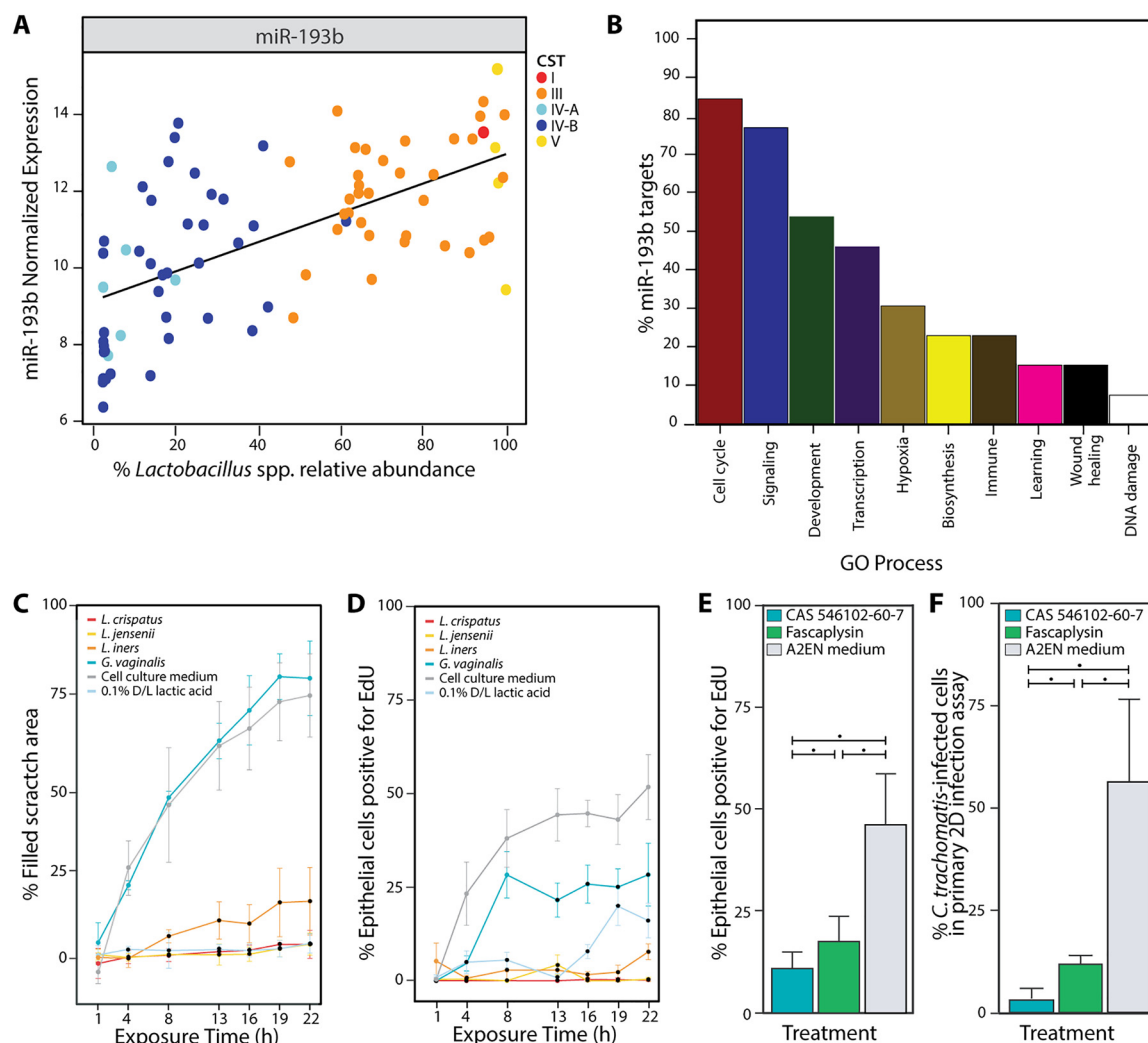 A
miR-193b
miR-193b Normalized Expression
14
12
10
8
6
0
20
40
60
80
100
% Lactobacillus spp. relative abundance
CST
I
III
IV-A
IV-B
V
B
% miR-193b targets
100
90
80
70
60
50
40
30
20
10
0
Cell cycle
Signaling
Development
Transcription
Hypoxia
Biosynthesis
Immune
Learning
Wound
healing
DNA damage
GO Process
C
% Filled scractch area
100
75
50
25
0
L. crispatus
L. jensenii
L. iners
G. vaginalis
Cell culture medium
0.1% D/L lactic acid
1
4
8
13
16
19
22
Exposure Time (h)
D
% Epithelial cells positive for EdU
100
75
50
25
0
L. crispatus
L. jensenii
L. iners
G. vaginalis
Cell culture medium
0.1% D/L lactic acid
1
4
8
13
16
19
22
Exposure Time (h)
E
% Epithelial cells positive for EdU
100
75
50
25
0
CAS 546102-60-7
Fascaplysin
A2EN medium
Treatment
F
% C. trachomatis-infected cells
in primary 2D infection assay
100
75
50
25
0
CAS 546102-60-7
Fascaplysin
A2EN medium
Treatment